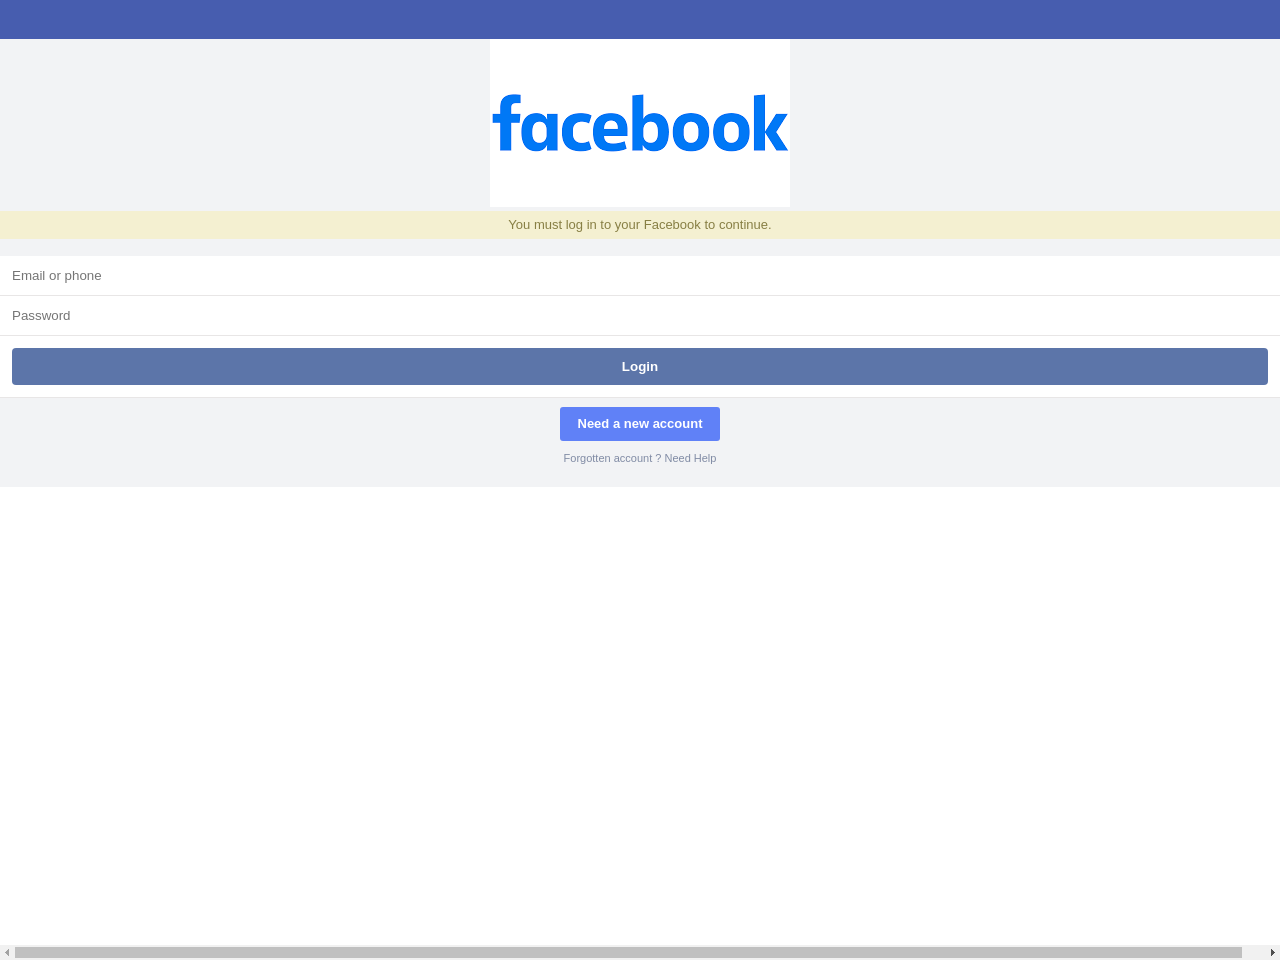 facebook
You must log in to your Facebook to continue.
Email or phone
Password
Login
Need a new account
Forgotten account ? Need Help